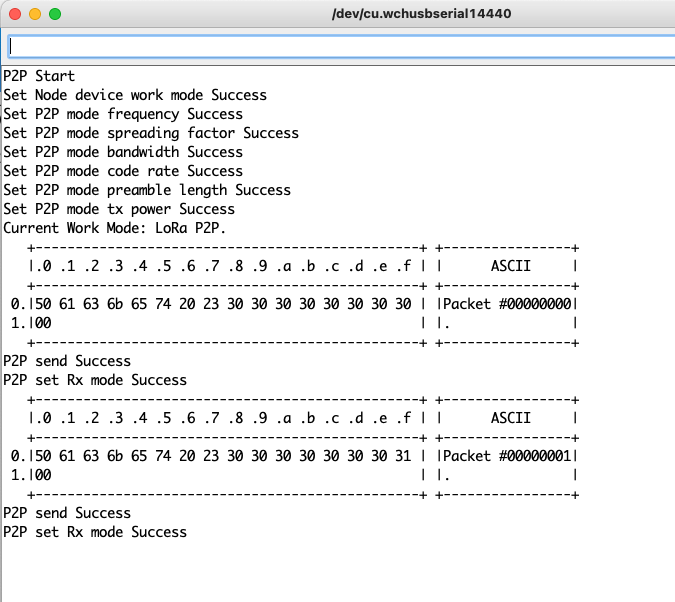 /dev/cu.wchusbserial14440
P2P Start
Set Node device work mode Success
Set P2P mode frequency Success
Set P2P mode spreading factor Success
Set P2P mode bandwidth Success
Set P2P mode code rate Success
Set P2P mode preamble length Success
Set P2P mode tx power Success
Current Work Mode: LoRa P2P.
   +------------------------------------------------+ +----------------+
   |.0 .1 .2 .3 .4 .5 .6 .7 .8 .9 .a .b .c .d .e .f | |      ASCII     |
   +------------------------------------------------+ +----------------+
 0.|50 61 63 6b 65 74 20 23 30 30 30 30 30 30 30 30 | |Packet #00000000|
 1.|00                                              | |.               |
   +------------------------------------------------+ +----------------+
P2P send Success
P2P set Rx mode Success
   +------------------------------------------------+ +----------------+
   |.0 .1 .2 .3 .4 .5 .6 .7 .8 .9 .a .b .c .d .e .f | |      ASCII     |
   +------------------------------------------------+ +----------------+
 0.|50 61 63 6b 65 74 20 23 30 30 30 30 30 30 30 31 | |Packet #00000001|
 1.|00                                              | |.               |
   +------------------------------------------------+ +----------------+
P2P send Success
P2P set Rx mode Success